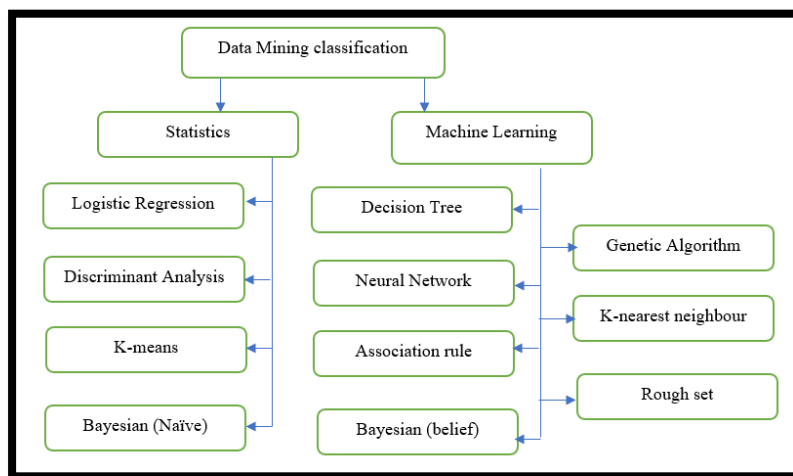 Data Mining classification
Statistics
Machine Learning
Logistic Regression
Discriminant Analysis
K-means
Bayesian (Naïve)
Decision Tree
Neural Network
Association rule
Bayesian (belief)
Genetic Algorithm
K-nearest neighbour
Rough set